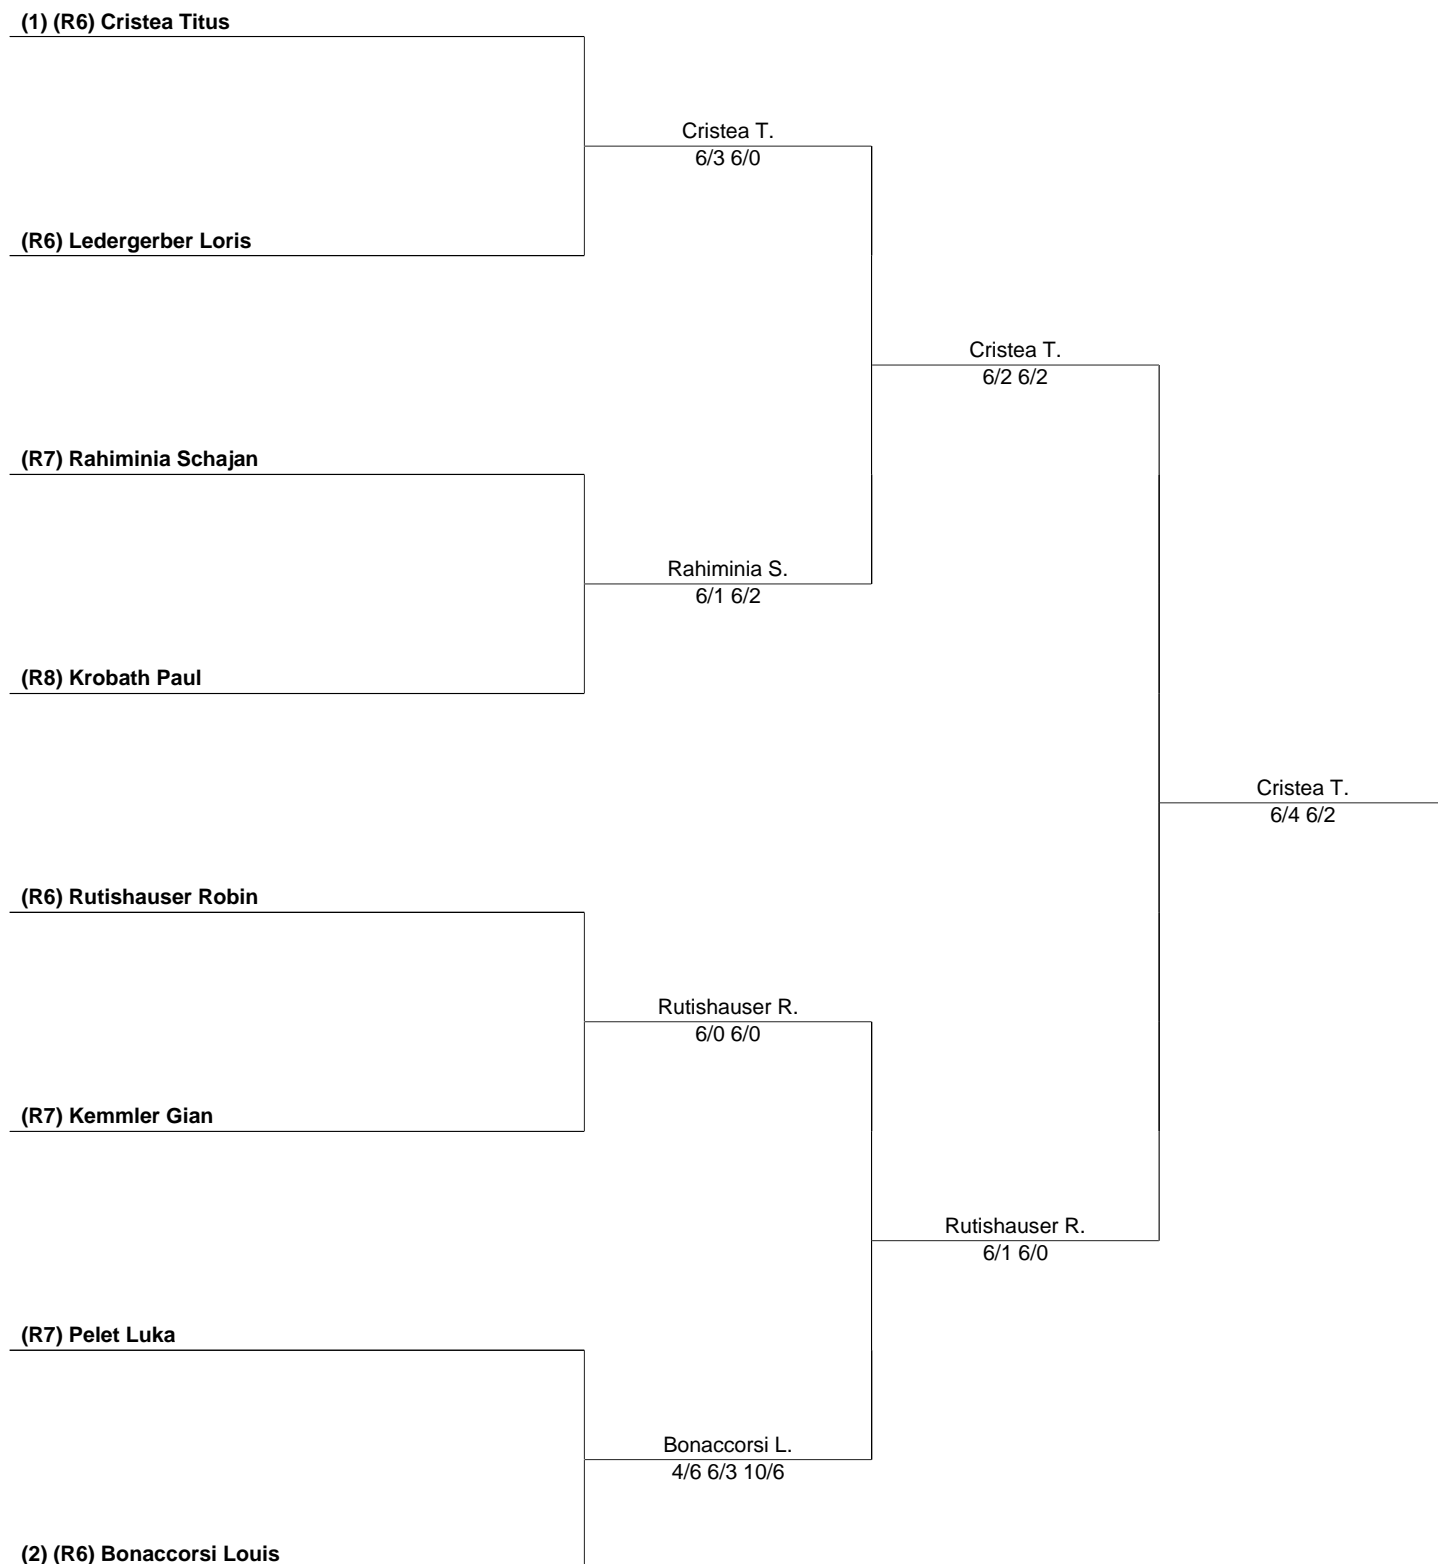 (1) (R6) Cristea Titus
Cristea T.
6/3 6/0
(R6) Ledergerber Loris
Cristea T.
6/2 6/2
(R7) Rahiminia Schajan
Rahiminia S.
6/1 6/2
(R8) Krobath Paul
Cristea T.
6/4 6/2
(R6) Rutishauser Robin
Rutishauser R.
6/0 6/0
(R7) Kemmler Gian
Rutishauser R.
6/1 6/0
(R7) Pelet Luka
Bonaccorsi L.
4/6 6/3 10/6
(2) (R6) Bonaccorsi Louis